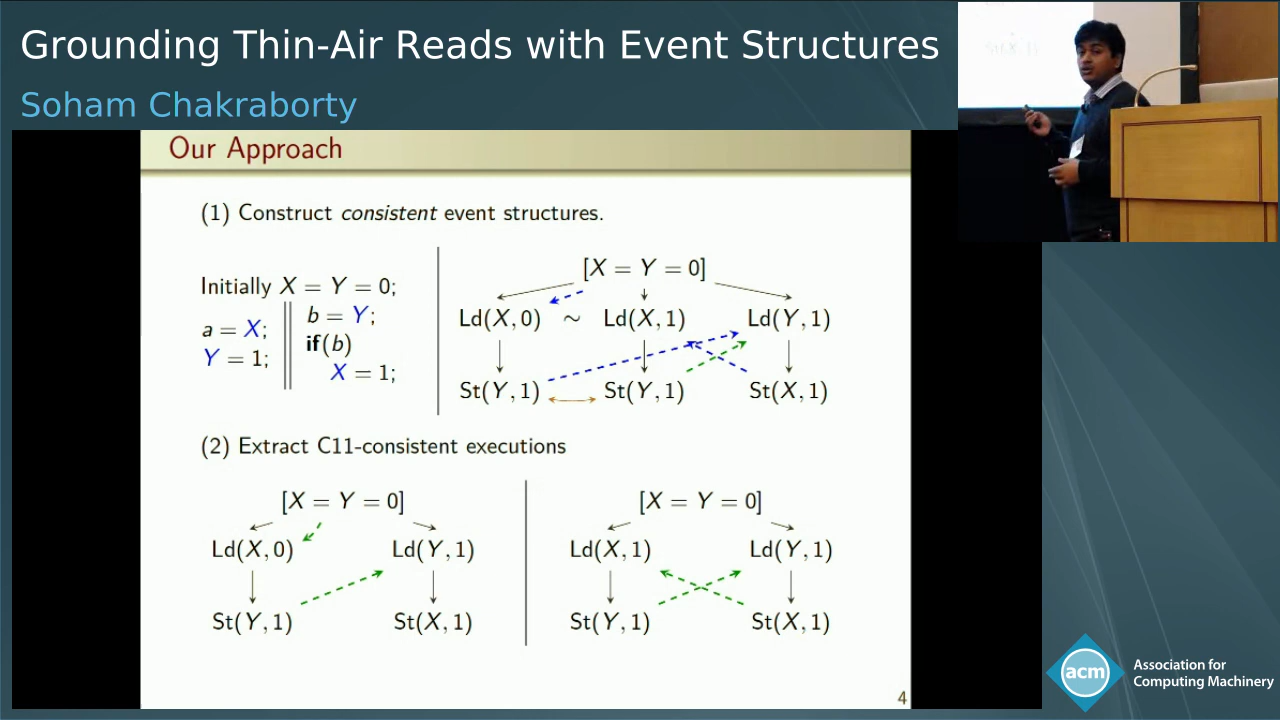 Grounding Thin-Air Reads with Event Structures
Soham Chakraborty
Our Approach
(1) Construct consistent event structures.
Initially X = Y = 0;
a = X;
Y = 1;
b = Y;
if(b)
X = 1;
[X = Y = 0]
Ld(X, 0) ∼ Ld(X, 1) Ld(Y, 1)
St(Y, 1) St(Y, 1) St(X, 1)
(2) Extract C11-consistent executions
[X = Y = 0]
Ld(X, 0) Ld(Y, 1)
St(Y, 1) St(X, 1)
[X = Y = 0]
Ld(X, 1) Ld(Y, 1)
St(Y, 1) St(X, 1)
4
acm
Association for
Computing Machinery